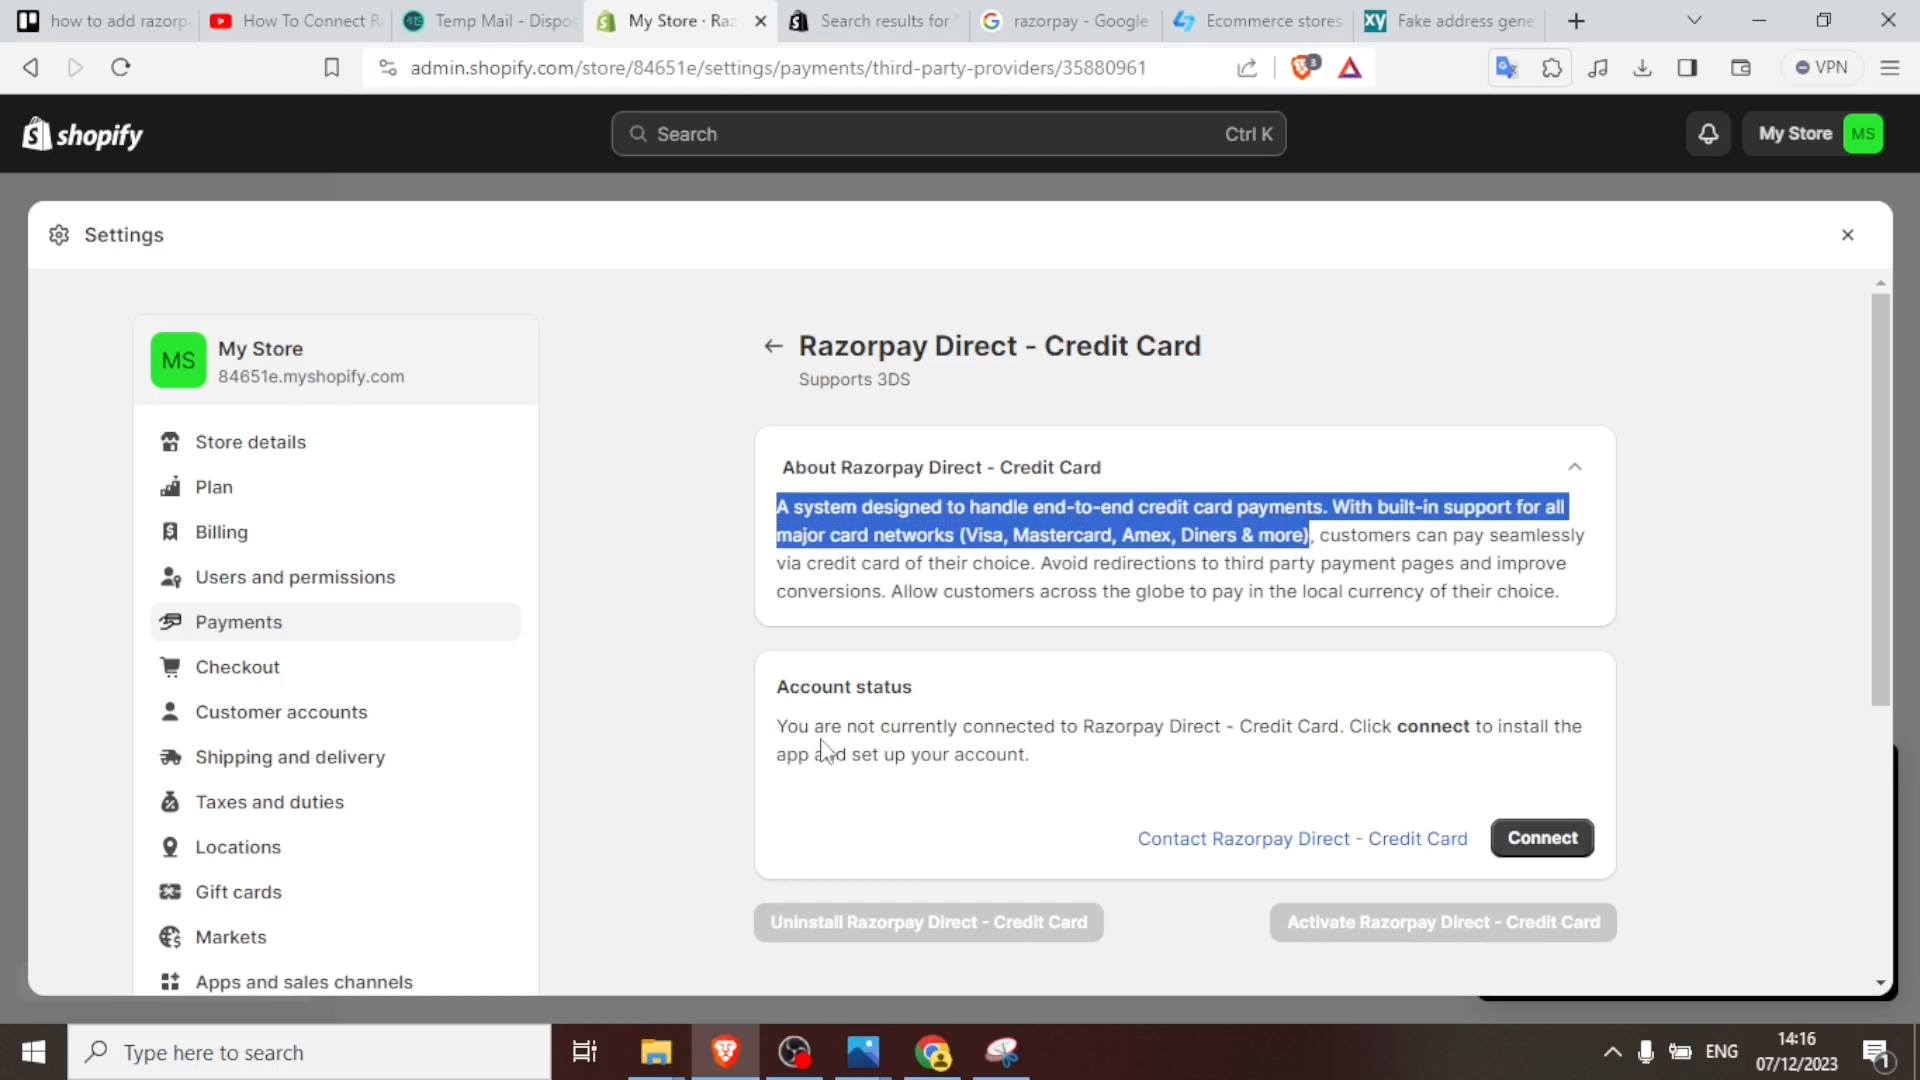 how to add razorp
How To Connect R
Temp Mail - Dispos
My Store · Raz
Search results for "
razorpay - Google
Ecommerce stores
Fake address gene
admin.shopify.com/store/84651e/settings/payments/third-party-providers/35880961
3
VPN
shopify
Search
Ctrl K
My Store
MS
Settings
MS
My Store
84651e.myshopify.com
Store details
Plan
Billing
Users and permissions
Payments
Checkout
Customer accounts
Shipping and delivery
Taxes and duties
Locations
Gift cards
Markets
Apps and sales channels
Razorpay Direct - Credit Card
Supports 3DS
About Razorpay Direct - Credit Card
A system designed to handle end-to-end credit card payments. With built-in support for all
major card networks (Visa, Mastercard, Amex, Diners & more), customers can pay seamlessly
via credit card of their choice. Avoid redirections to third party payment pages and improve
conversions. Allow customers across the globe to pay in the local currency of their choice.
Account status
You are not currently connected to Razorpay Direct - Credit Card. Click connect to install the
app and set up your account.
Contact Razorpay Direct - Credit Card
Connect
Uninstall Razorpay Direct - Credit Card
Activate Razorpay Direct - Credit Card
Type here to search
ENG
14:16
07/12/2023
1